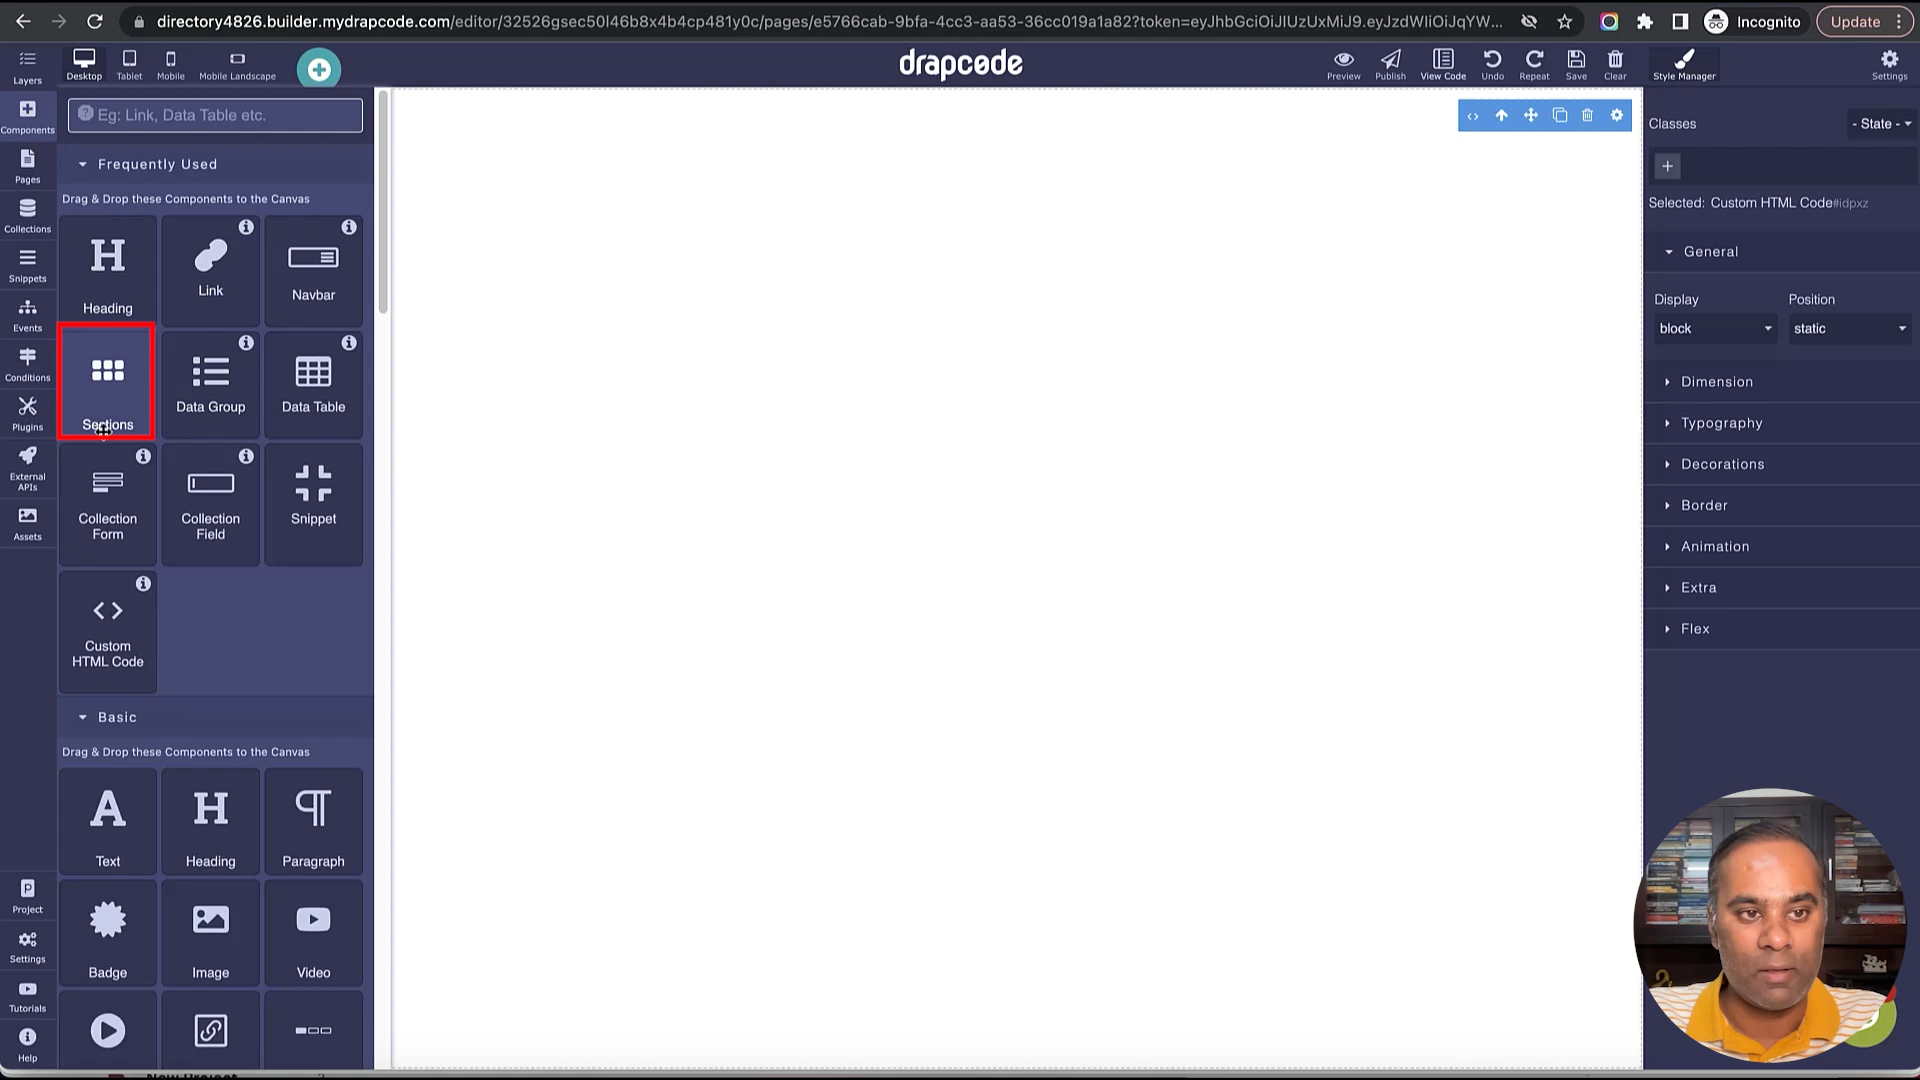 directory4826.builder.mydrapcode.com/editor/32526gsec50l46b8x4b4cp481y0c/pages/e5766cab-9bfa-4cc3-aa53-36cc019a1a82?token=eyJhbGciOiJIUzUxMiJ9.eyJzdWIiOiJqYW...
Incognito
Update
Layers
Desktop
Tablet
Mobile
Mobile Landscape
drapcode
Preview
Publish
View Code
Undo
Repeat
Save
Clear
Style Manager
Settings
Components
Pages
Collections
Snippets
Events
Conditions
Plugins
External APIs
Assets
Project
Settings
Tutorials
Help
Eg: Link, Data Table etc.
Frequently Used
Drag & Drop these Components to the Canvas
Heading
Link
Navbar
Sections
Data Group
Data Table
Collection Form
Collection Field
Snippet
Custom HTML Code
Basic
Drag & Drop these Components to the Canvas
Text
Heading
Paragraph
Badge
Image
Video
Classes
- State -
Selected: Custom HTML Code#idpxz
General
Display
Position
block
static
Dimension
Typography
Decorations
Border
Animation
Extra
Flex